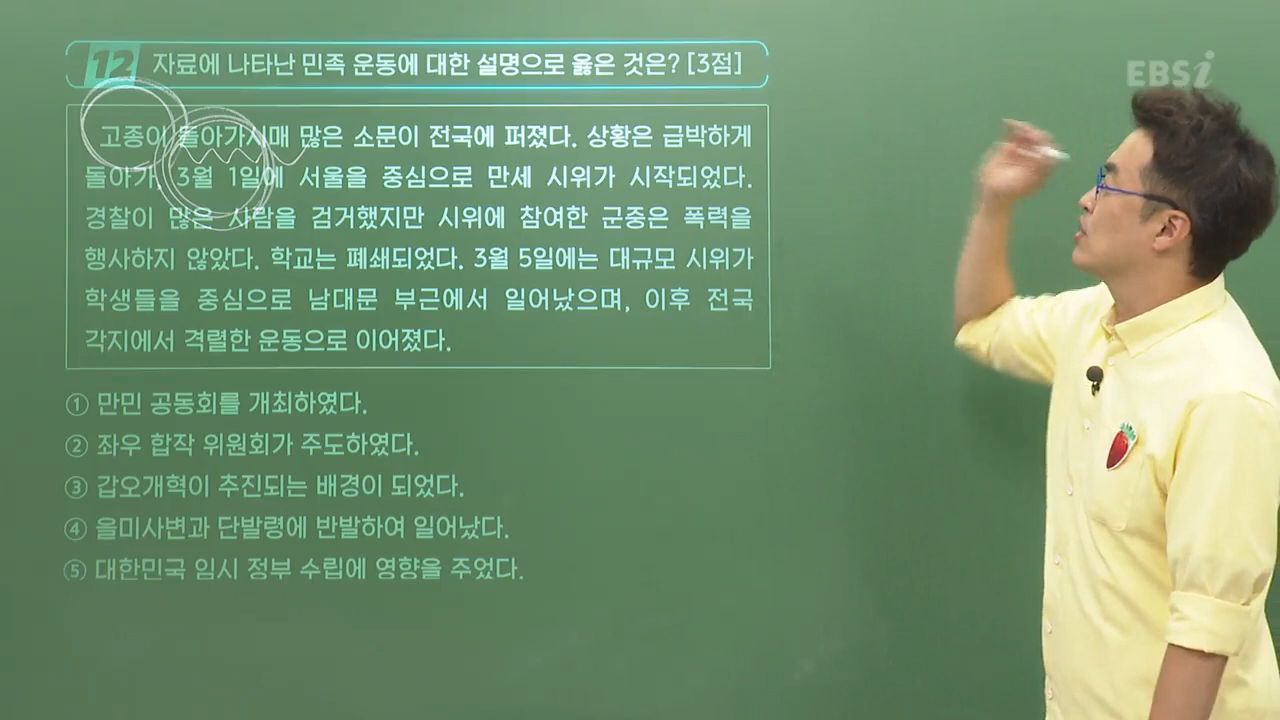 12 자료에 나타난 민족 운동에 대한 설명으로 옳은 것은? [3점]
EBSi
고종이 돌아가시매 많은 소문이 전국에 퍼졌다. 상황은 급박하게
돌아가, 3월 1일에 서울을 중심으로 만세 시위가 시작되었다.
경찰이 많은 사람을 검거했지만 시위에 참여한 군중은 폭력을
행사하지 않았다. 학교는 폐쇄되었다. 3월 5일에는 대규모 시위가
학생들을 중심으로 남대문 부근에서 일어났으며, 이후 전국
각지에서 격렬한 운동으로 이어졌다.
① 만민 공동회를 개최하였다.
② 좌우 합작 위원회가 주도하였다.
③ 갑오개혁이 추진되는 배경이 되었다.
④ 을미사변과 단발령에 반발하여 일어났다.
⑤ 대한민국 임시 정부 수립에 영향을 주었다.